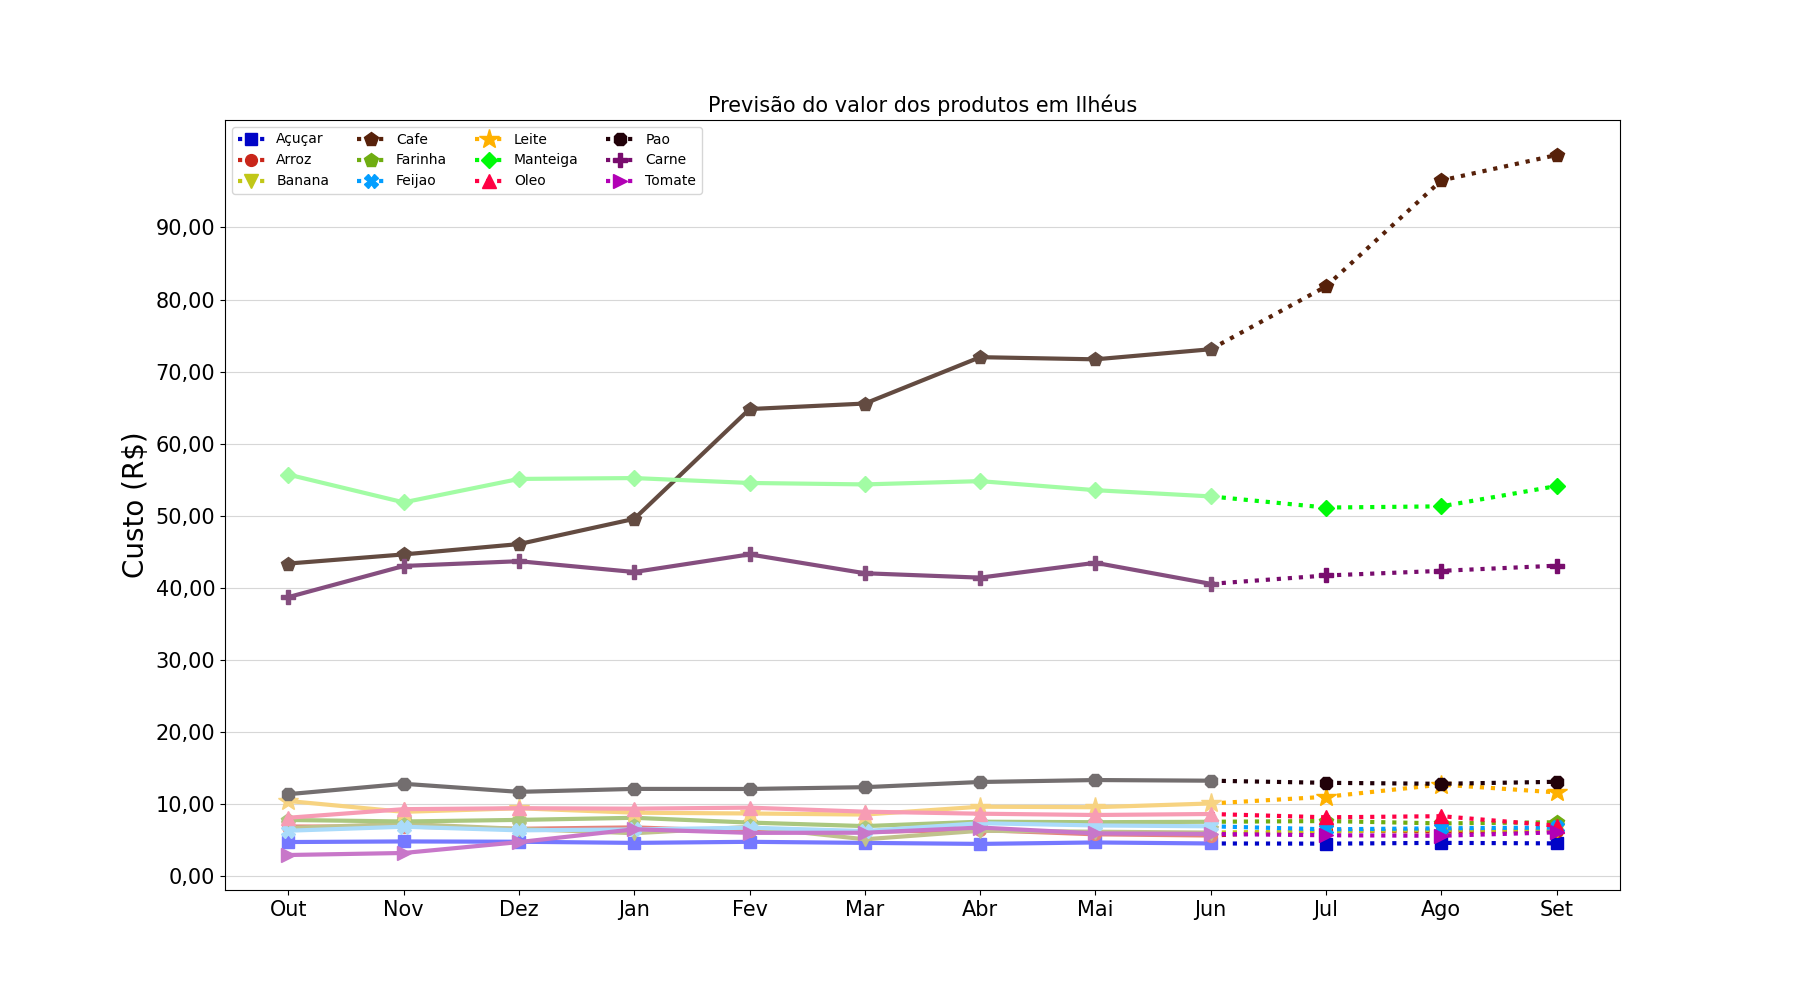 Previsão do valor dos produtos em Ilhéus
Açuçar Cafe Leite Pao
Arroz Farinha Manteiga Carne
Banana Feijao Oleo Tomate
90,00
80,00
70,00
60,00
50,00
40,00
30,00
20,00
10,00
0,00
Custo (R$)
Out Nov Dez Jan Fev Mar Abr Mai Jun Jul Ago Set